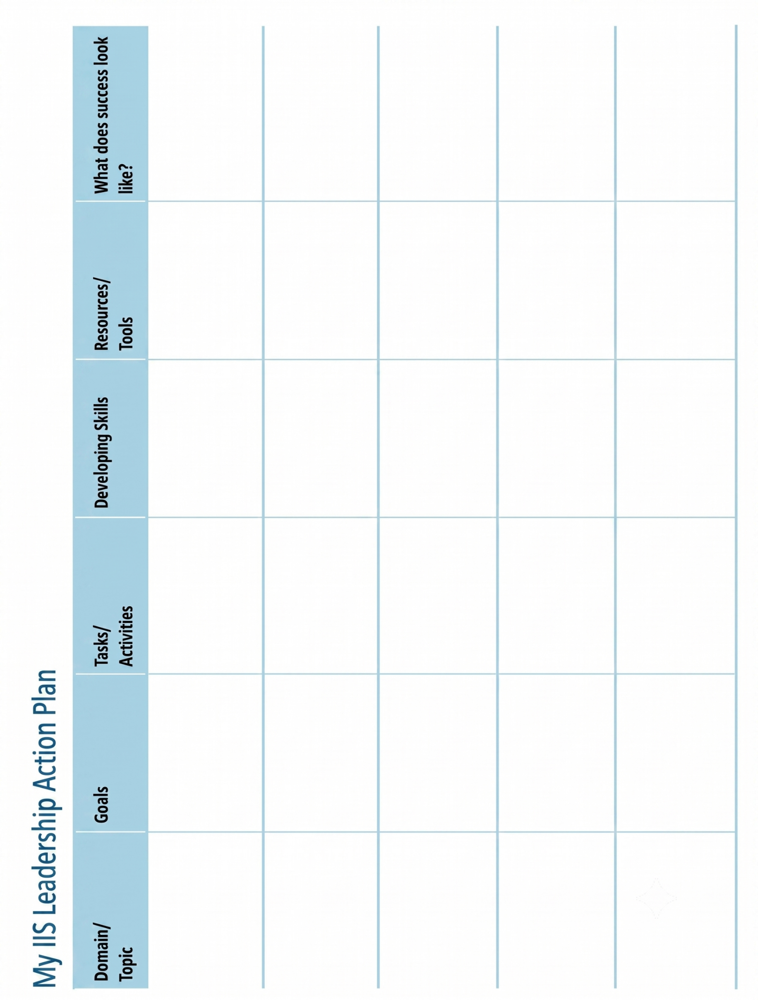 My IIS Leadership Action Plan
Domain/
Topic
Goals
Tasks/
Activities
Developing Skills
Resources/
Tools
What does success look
like?